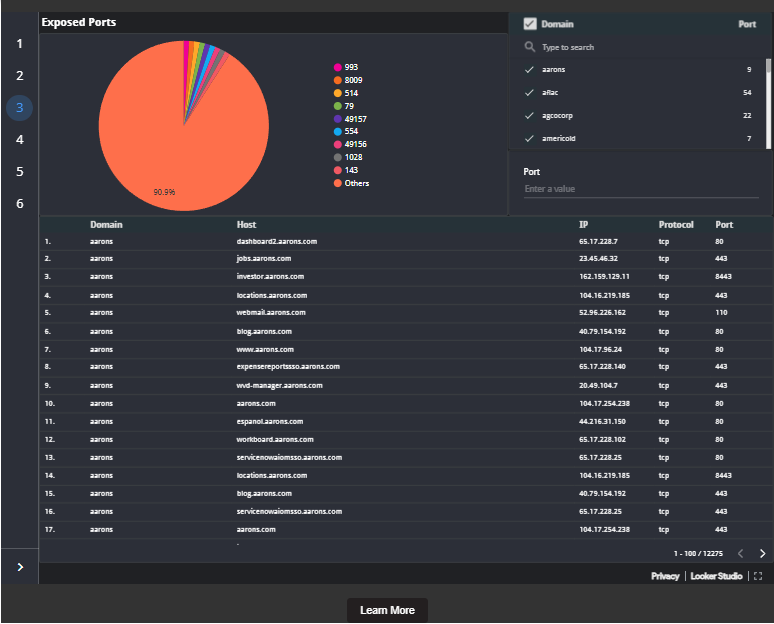 Exposed Ports
Domain Port
1
2
3
4
5
6
993
8009
514
79
49157
554
49156
1028
143
Others
90.9%
Type to search
aarons 9
aflac 54
agcocorp 22
americold 7
Port
Enter a value
Domain Host IP Protocol Port
1. aarons dashboard2.aarons.com 65.17.228.7 tcp 80
2. aarons jobs.aarons.com 23.45.46.32 tcp 443
3. aarons investor.aarons.com 162.159.129.11 tcp 8443
4. aarons locations.aarons.com 104.16.219.185 tcp 443
5. aarons webmail.aarons.com 52.96.226.162 tcp 110
6. aarons blog.aarons.com 40.79.154.192 tcp 80
7. aarons www.aarons.com 104.17.96.24 tcp 80
8. aarons expensereportssso.aarons.com 65.17.228.140 tcp 443
9. aarons wvd-manager.aarons.com 20.49.104.7 tcp 443
10. aarons aarons.com 104.17.254.238 tcp 80
11. aarons espanol.aarons.com 44.216.31.150 tcp 80
12. aarons workboard.aarons.com 65.17.228.102 tcp 80
13. aarons servicenowaiomsso.aarons.com 65.17.228.25 tcp 80
14. aarons locations.aarons.com 104.16.219.185 tcp 8443
15. aarons blog.aarons.com 40.79.154.192 tcp 443
16. aarons servicenowaiomsso.aarons.com 65.17.228.25 tcp 443
17. aarons aarons.com 104.17.254.238 tcp 443
1 - 100 / 12275
Privacy | Looker Studio
Learn More